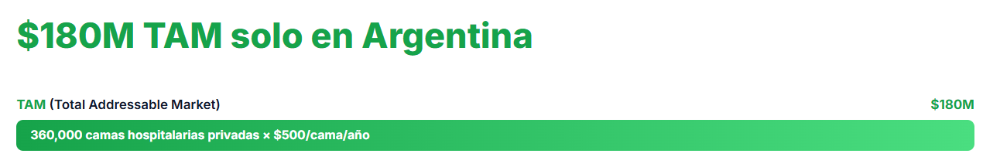 $180M TAM solo en Argentina
TAM (Total Addressable Market) $180M
360,000 camas hospitalarias privadas × $500/cama/año